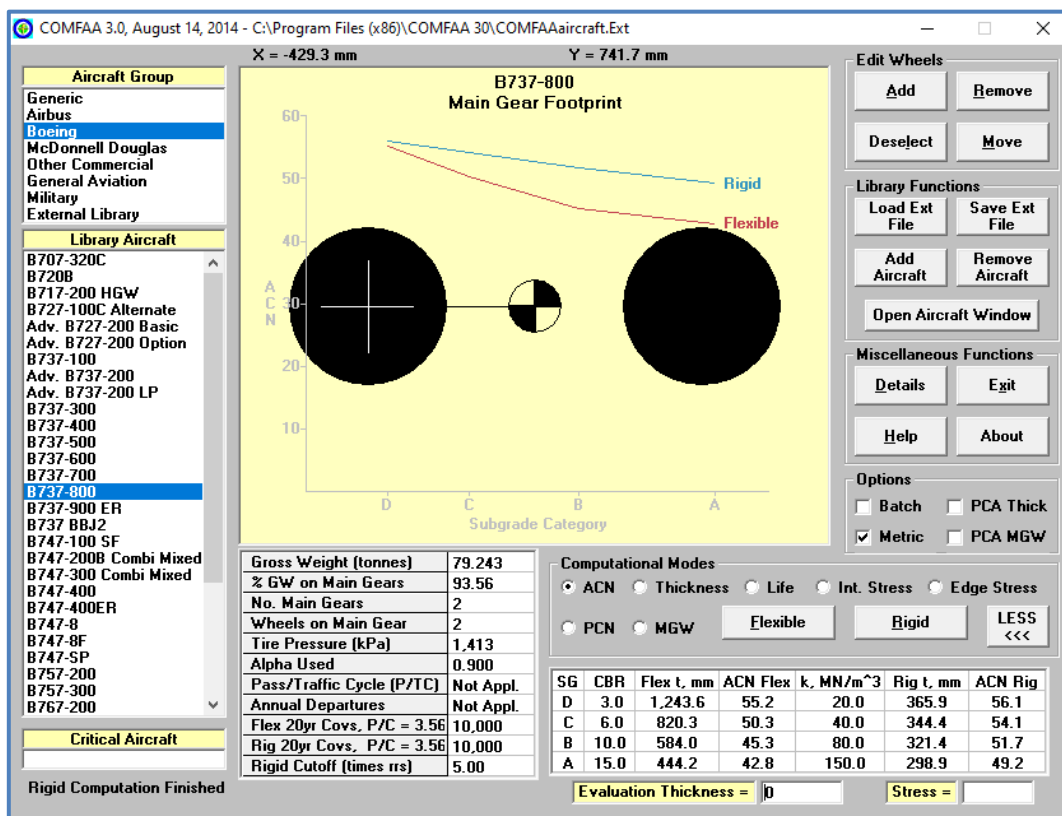 COMFAA 3.0, August 14, 2014 - C:\Program Files (x86)\COMFAA 30\COMFAAaircraft.Ext
X = -429.3 mm Y = 741.7 mm
Aircraft Group
Generic
Airbus
Boeing
McDonnell Douglas
Other Commercial
General Aviation
Military
External Library
Library Aircraft
B707-320C
B720B
B717-200 HGW
B727-100C Alternate
Adv. B727-200 Basic
Adv. B727-200 Option
B737-100
Adv. B737-200
Adv. B737-200 LP
B737-300
B737-400
B737-500
B737-600
B737-700
B737-800
B737-900 ER
B737 BBJ2
B747-100 SF
B747-200B Combi Mixed
B747-300 Combi Mixed
B747-400
B747-400ER
B747-8
B747-8F
B747-SP
B757-200
B757-300
B767-200
Critical Aircraft
Rigid Computation Finished
B737-800
Main Gear Footprint
60
50
40
30
20
10
A
C
N
Rigid
Flexible
D C B A
Subgrade Category
Edit Wheels
Add Remove
Deselect Move
Library Functions
Load Ext File Save Ext File
Add Aircraft Remove Aircraft
Open Aircraft Window
Miscellaneous Functions
Details Exit
Help About
Options
Batch PCA Thick
Metric PCA MGW
Gross Weight (tonnes) 79.243
% GW on Main Gears 93.56
No. Main Gears 2
Wheels on Main Gear 2
Tire Pressure (kPa) 1,413
Alpha Used 0.900
Pass/Traffic Cycle (P/TC) Not Appl.
Annual Departures Not Appl.
Flex 20yr Covs, P/C = 3.56 10,000
Rig 20yr Covs, P/C = 3.56 10,000
Rigid Cutoff (times rrs) 5.00
Computational Modes
ACN Thickness Life Int. Stress Edge Stress
PCN MGW Flexible Rigid LESS <<<
SG CBR Flex t, mm ACN Flex k, MN/m^3 Rig t, mm ACN Rig
D 3.0 1,243.6 55.2 20.0 365.9 56.1
C 6.0 820.3 50.3 40.0 344.4 54.1
B 10.0 584.0 45.3 80.0 321.4 51.7
A 15.0 444.2 42.8 150.0 298.9 49.2
Evaluation Thickness = 0 Stress =